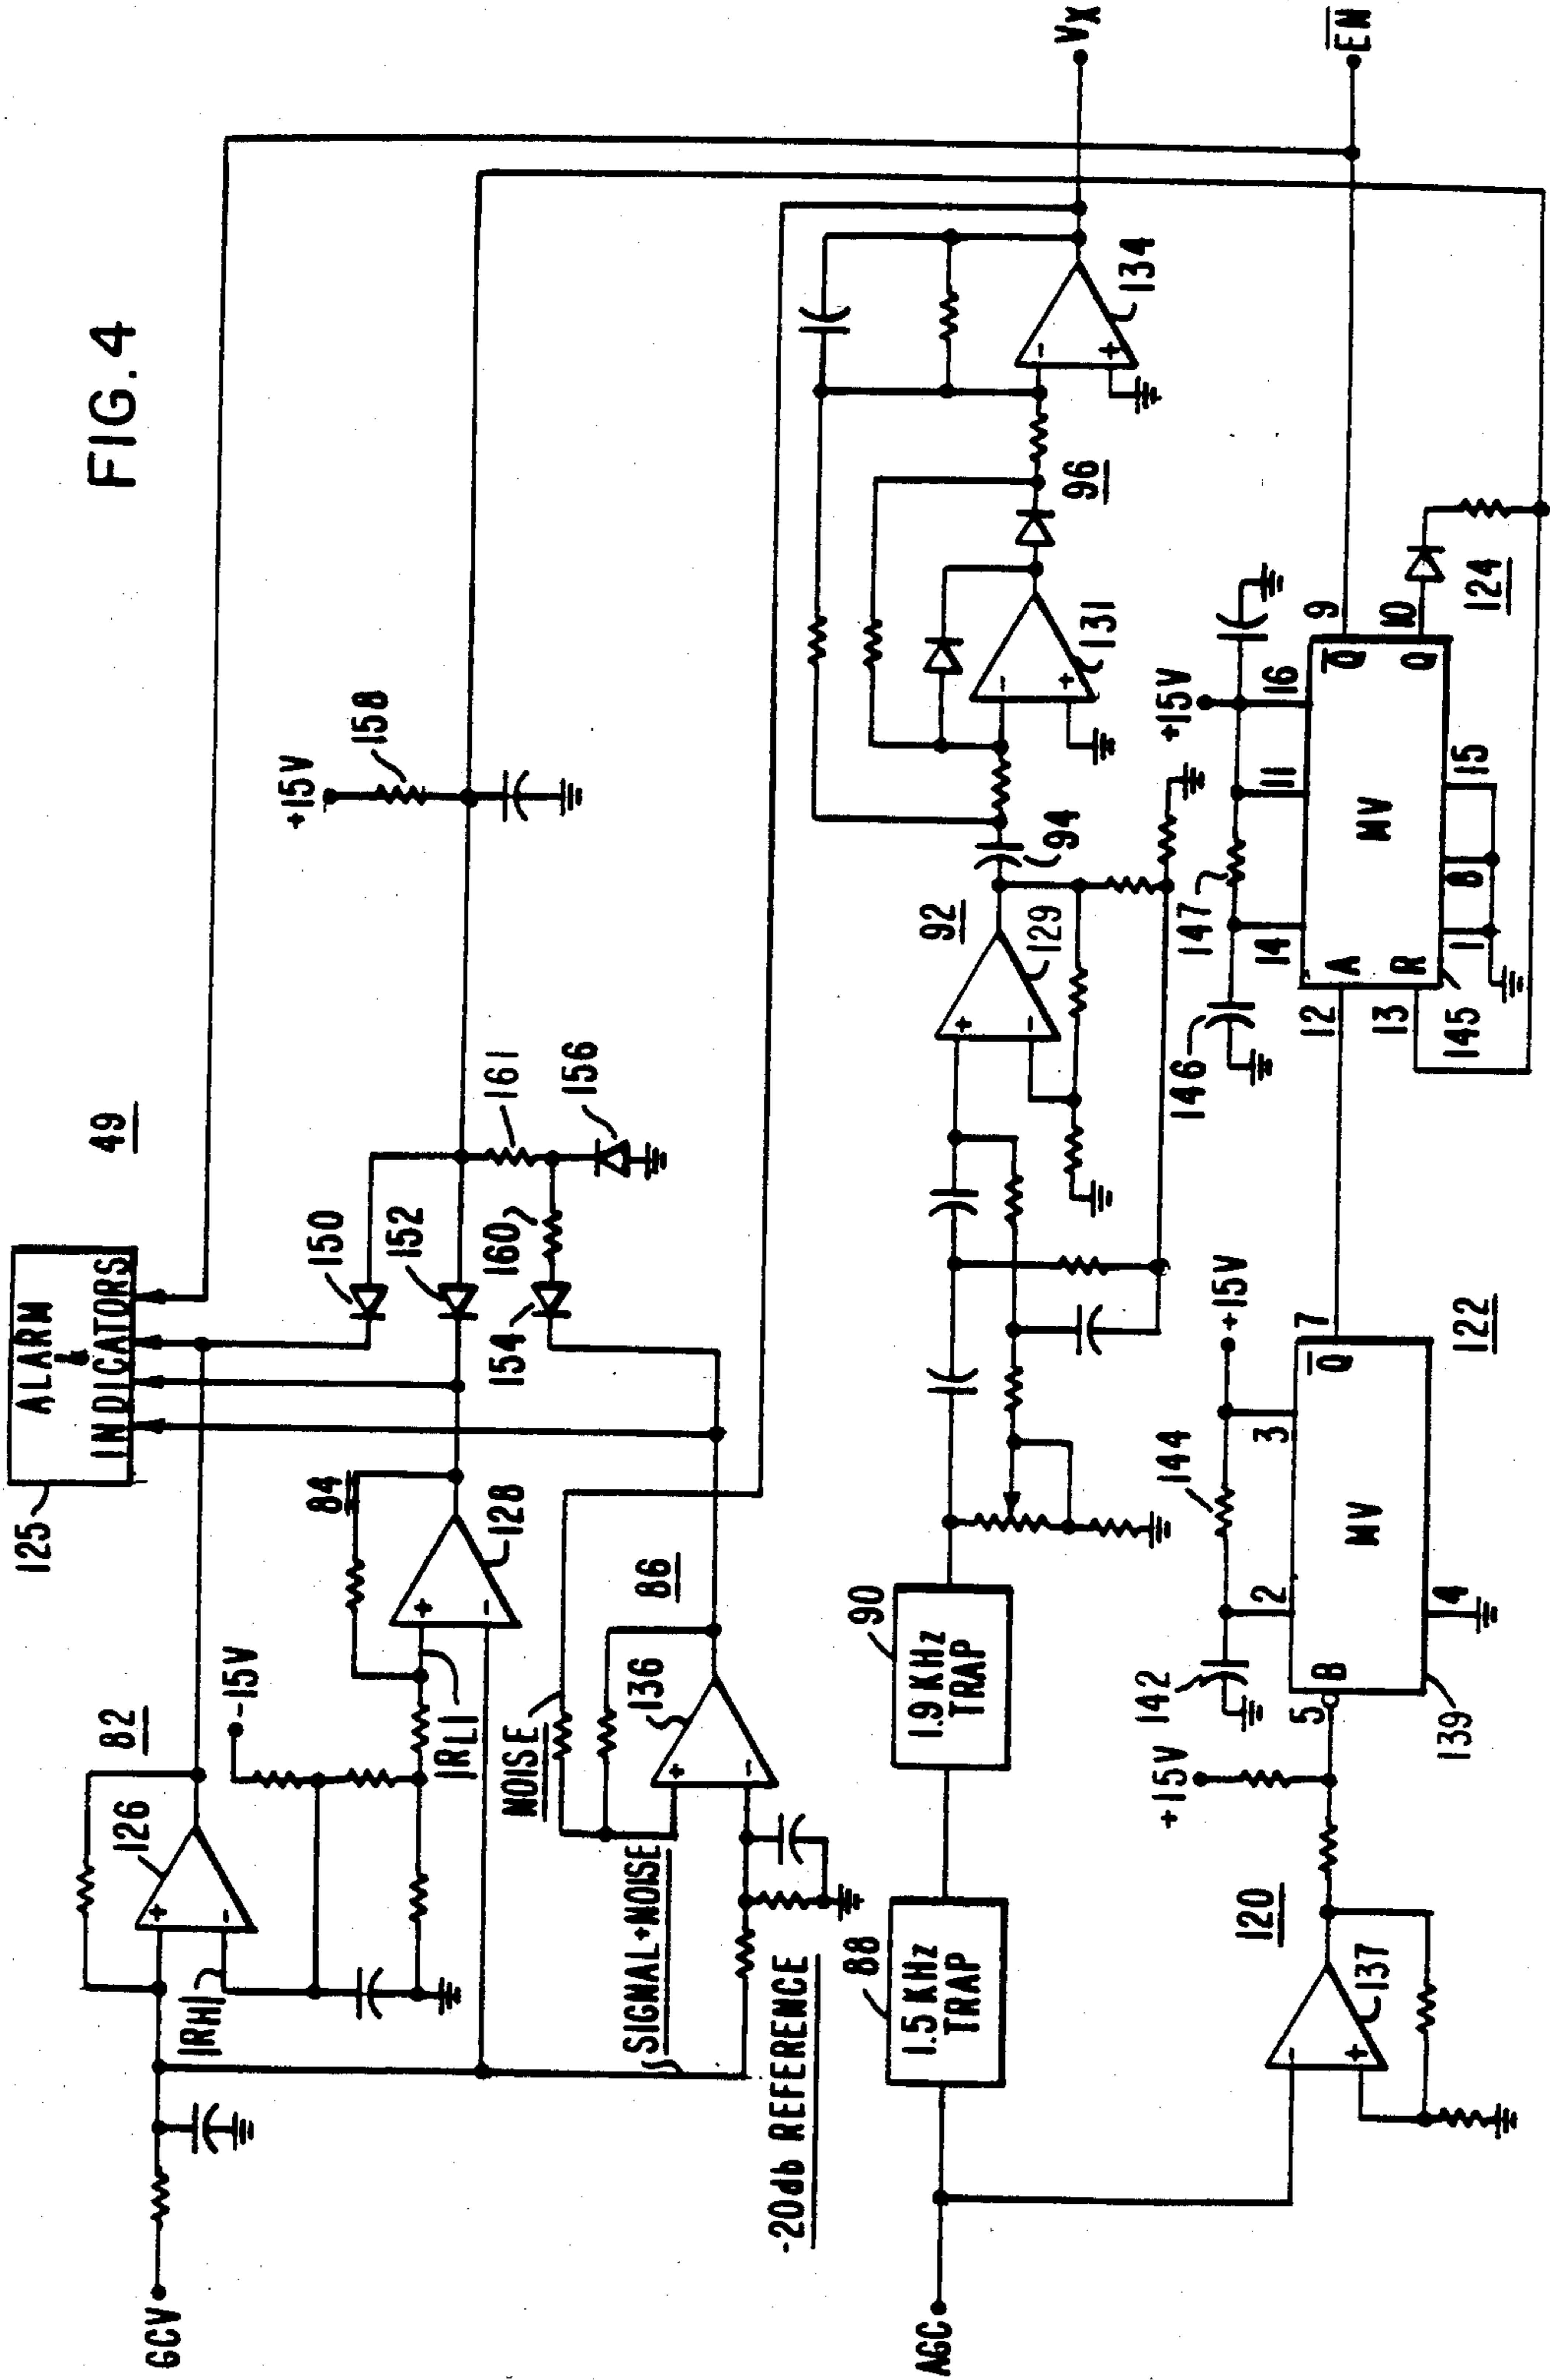 FIG. 4
49
125
ALARM
&
INDICATORS
82
GCV
126
+
-
IRHI
-15V
IRLI
84
128
+
-
150
152
154
160
161
156
+15V
158
NOISE
SIGNAL+NOISE
-20db REFERENCE
86
136
+
-
AGC
88
1.5 KHz
TRAP
90
1.9 KHz
TRAP
92
129
+
-
94
131
-
+
96
134
-
+
VX
EN
120
137
-
+
+15V
142
144
+15V
2
3
5
B
MV
Q
7
4
139
122
146
147
+15V
14
11
16
12
A
13
R
MV
Q
9
Q
10
1
8
15
145
124